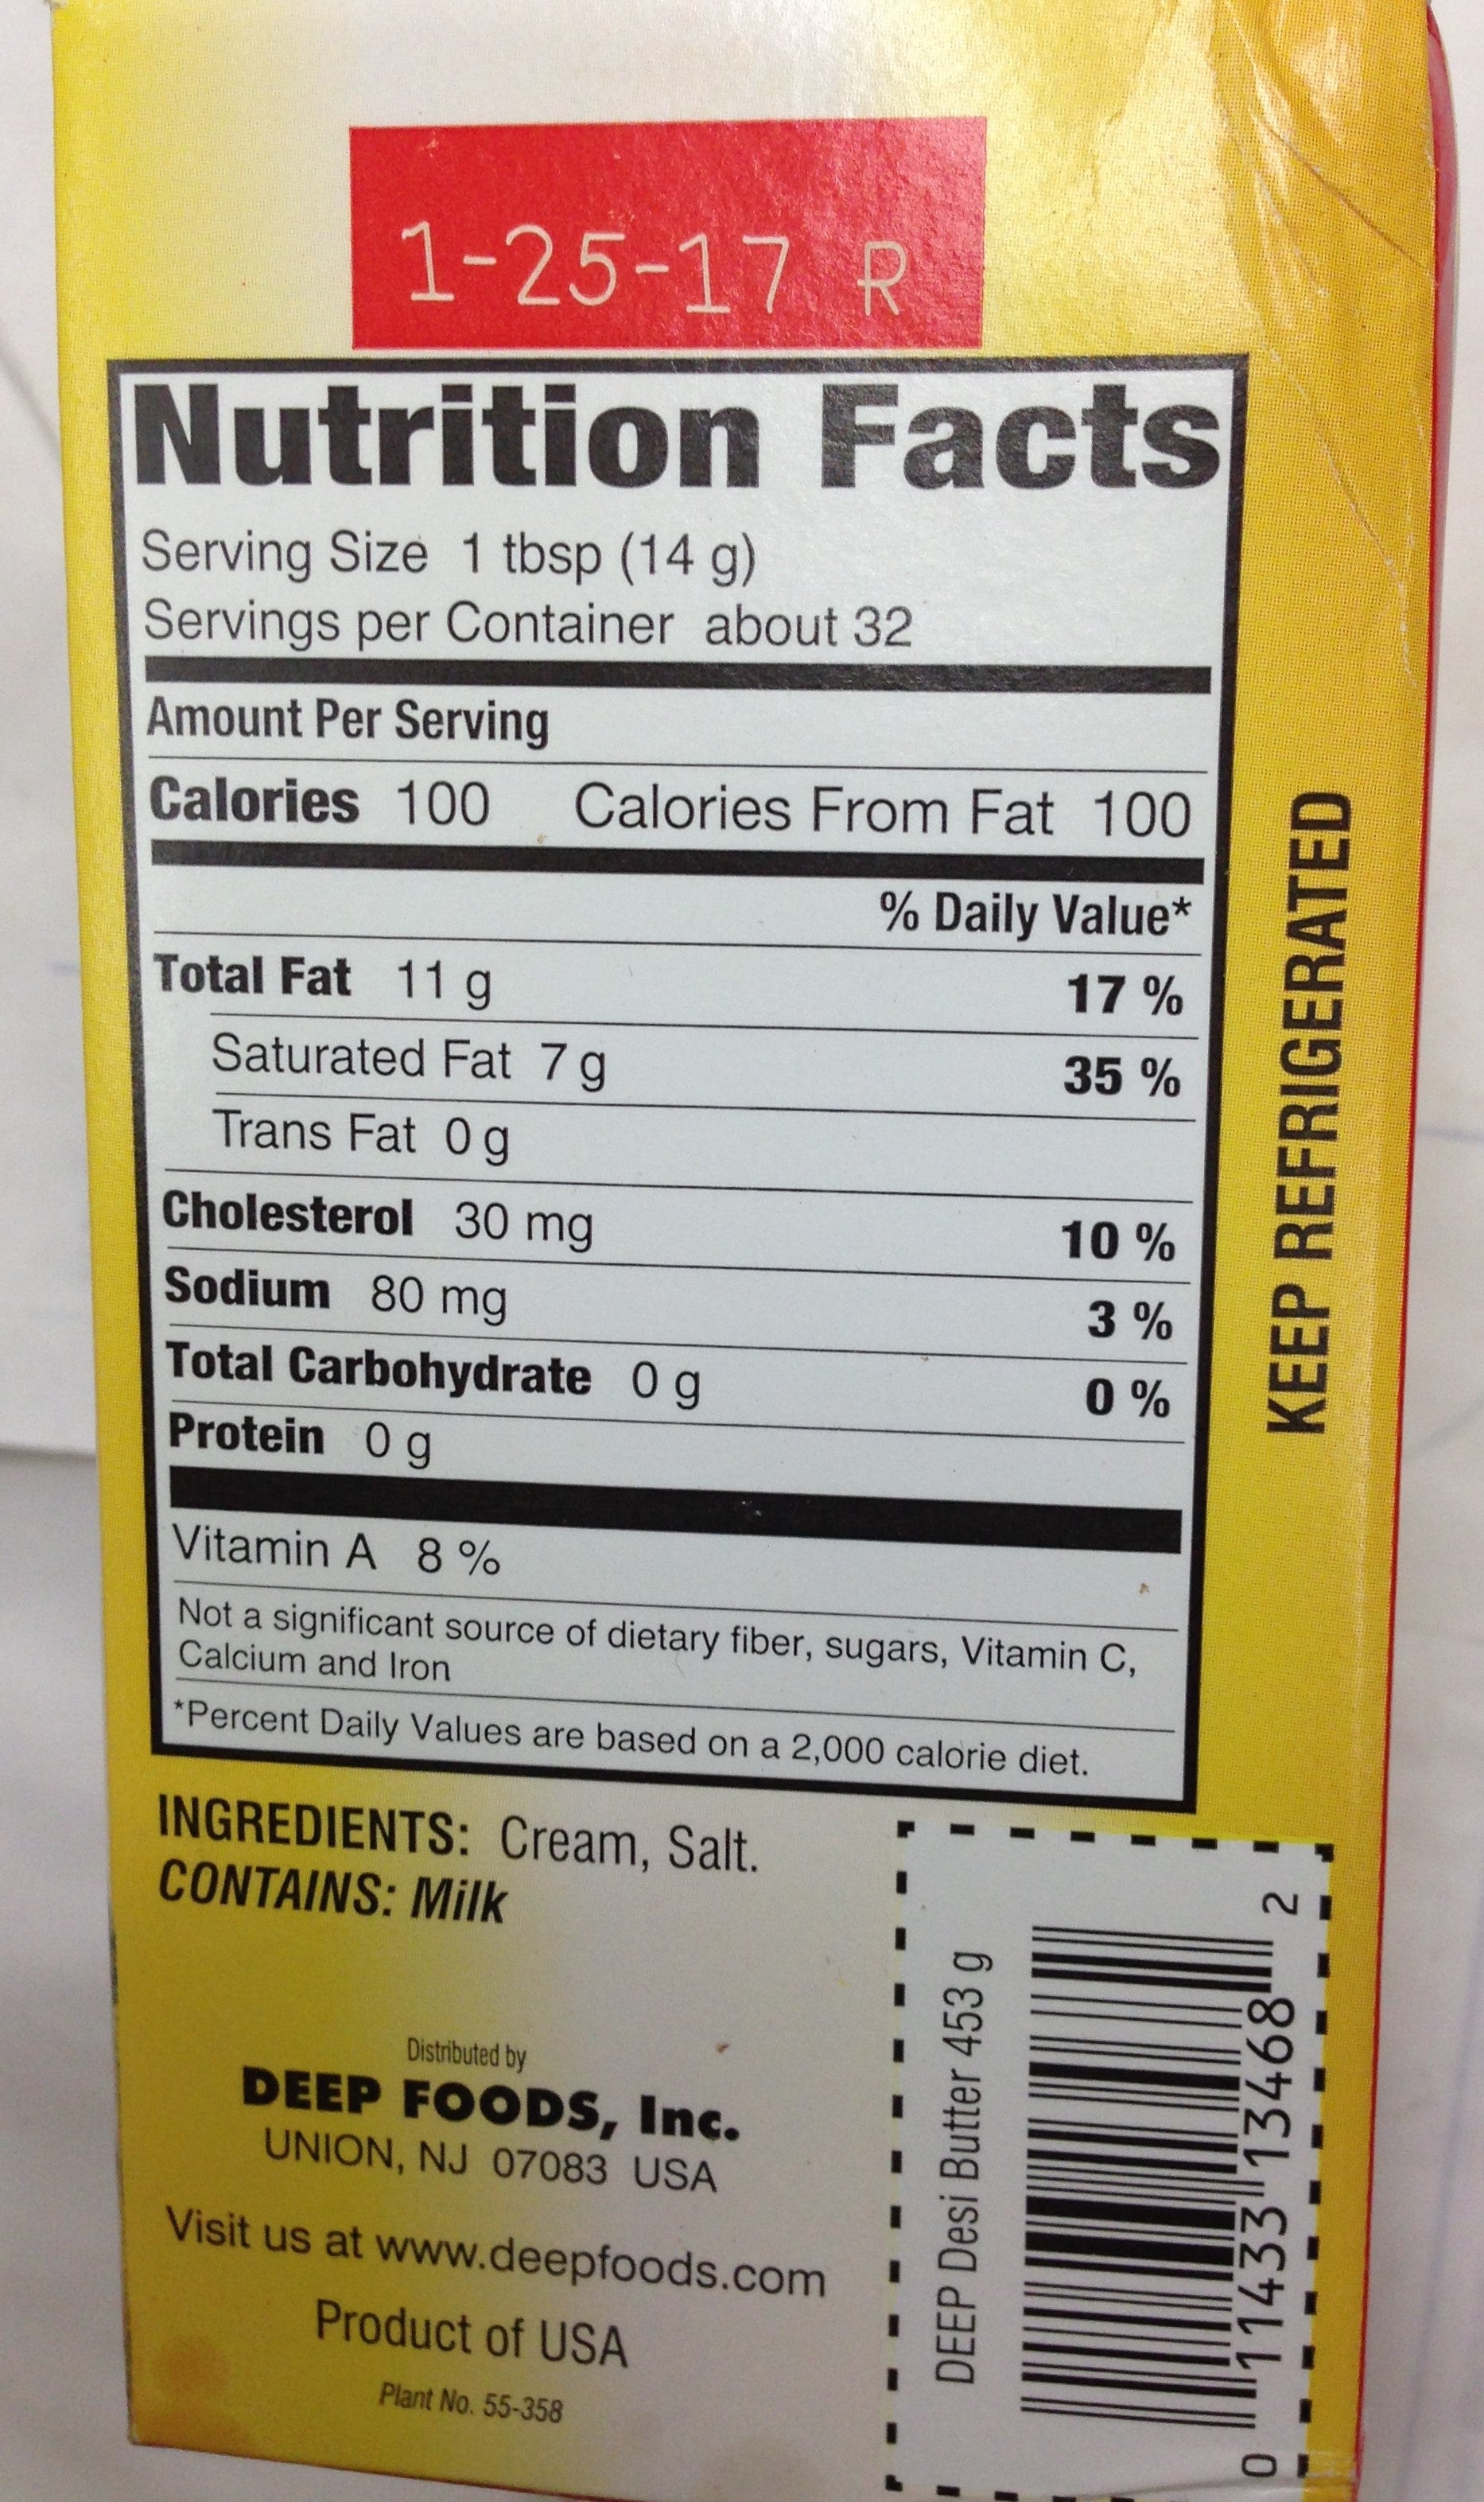 1-25-17 R
Nutrition Facts
Serving Size 1 tbsp (14 g)
Servings per Container about 32
Amount Per Serving
Calories 100 Calories From Fat 100
% Daily Value*
Total Fat 11 g 17 %
Saturated Fat 7 g 35 %
Trans Fat 0 g
Cholesterol 30 mg 10 %
Sodium 80 mg 3 %
Total Carbohydrate 0 g 0 %
Protein 0 g
Vitamin A 8 %
Not a significant source of dietary fiber, sugars, Vitamin C,
Calcium and Iron
*Percent Daily Values are based on a 2,000 calorie diet.
KEEP REFRIGERATED
INGREDIENTS: Cream, Salt.
CONTAINS: Milk
Distributed by
DEEP FOODS, Inc.
UNION, NJ 07083 USA
Visit us at www.deepfoods.com
Product of USA
Plant No. 55-358
DEEP Desi Butter 453 g
0 11433 13468 2